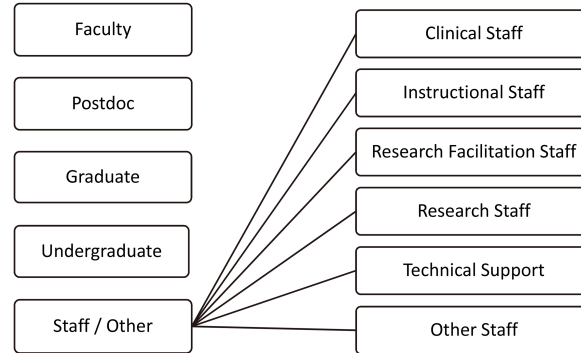 Faculty
Postdoc
Graduate
Undergraduate
Staff / Other
Clinical Staff
Instructional Staff
Research Facilitation Staff
Research Staff
Technical Support
Other Staff